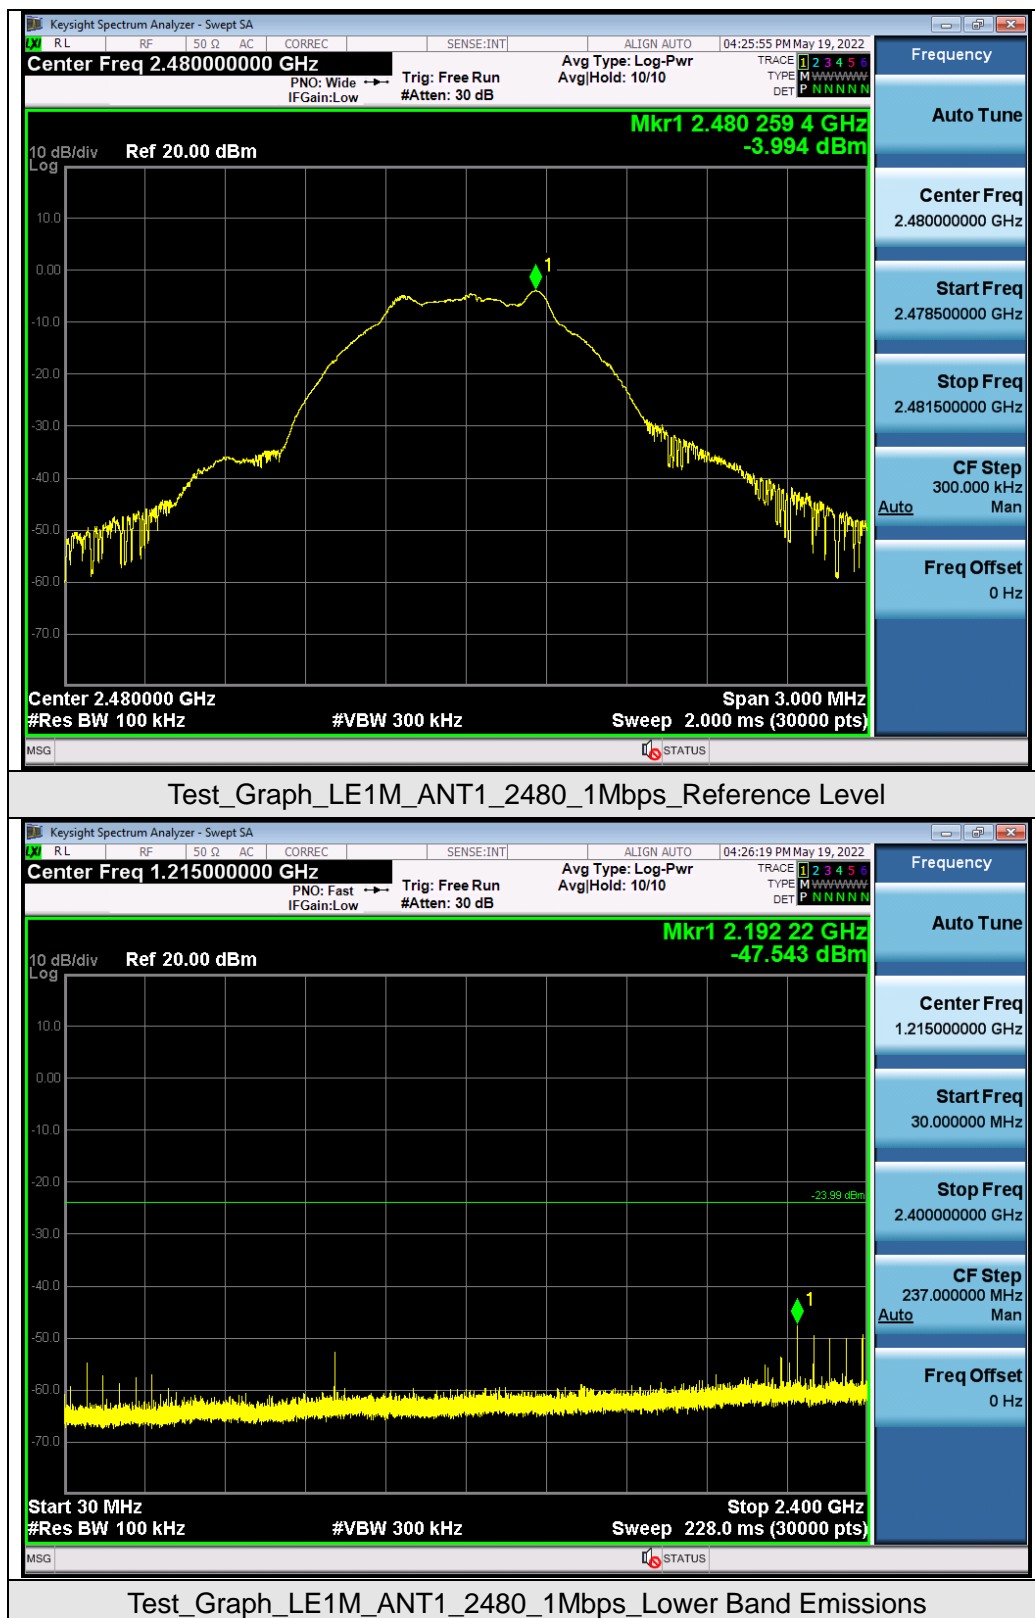 Keysight Spectrum Analyzer - Swept SA
LXI RL RF 50 Ω AC CORREC SENSE:INT ALIGN AUTO 04:25:55 PM May 19, 2022
Center Freq 2.480000000 GHz
PNO: Wide
IFGain:Low
Trig: Free Run
#Atten: 30 dB
Avg Type: Log-Pwr
Avg|Hold: 10/10
TRACE 1 2 3 4 5 6
TYPE M WWWWW
DET P N N N N N
Mkr1 2.480 259 4 GHz
-3.994 dBm
10 dB/div Ref 20.00 dBm
Log
10.0
0.00
-10.0
-20.0
-30.0
-40.0
-50.0
-60.0
-70.0
1
Center 2.480000 GHz Span 3.000 MHz
#Res BW 100 kHz #VBW 300 kHz Sweep 2.000 ms (30000 pts)
MSG STATUS
Frequency
Auto Tune
Center Freq
2.480000000 GHz
Start Freq
2.478500000 GHz
Stop Freq
2.481500000 GHz
CF Step
300.000 kHz
Auto Man
Freq Offset
0 Hz
Test_Graph_LE1M_ANT1_2480_1Mbps_Reference Level
Keysight Spectrum Analyzer - Swept SA
LXI RL RF 50 Ω AC CORREC SENSE:INT ALIGN AUTO 04:26:19 PM May 19, 2022
Center Freq 1.215000000 GHz
PNO: Fast
IFGain:Low
Trig: Free Run
#Atten: 30 dB
Avg Type: Log-Pwr
Avg|Hold: 10/10
TRACE 1 2 3 4 5 6
TYPE M WWWWW
DET P N N N N N
Mkr1 2.192 22 GHz
-47.543 dBm
10 dB/div Ref 20.00 dBm
Log
10.0
0.00
-10.0
-20.0
-30.0
-40.0
-50.0
-60.0
-70.0
-23.99 dBm
1
Start 30 MHz Stop 2.400 GHz
#Res BW 100 kHz #VBW 300 kHz Sweep 228.0 ms (30000 pts)
MSG STATUS
Frequency
Auto Tune
Center Freq
1.215000000 GHz
Start Freq
30.000000 MHz
Stop Freq
2.400000000 GHz
CF Step
237.000000 MHz
Auto Man
Freq Offset
0 Hz
Test_Graph_LE1M_ANT1_2480_1Mbps_Lower Band Emissions